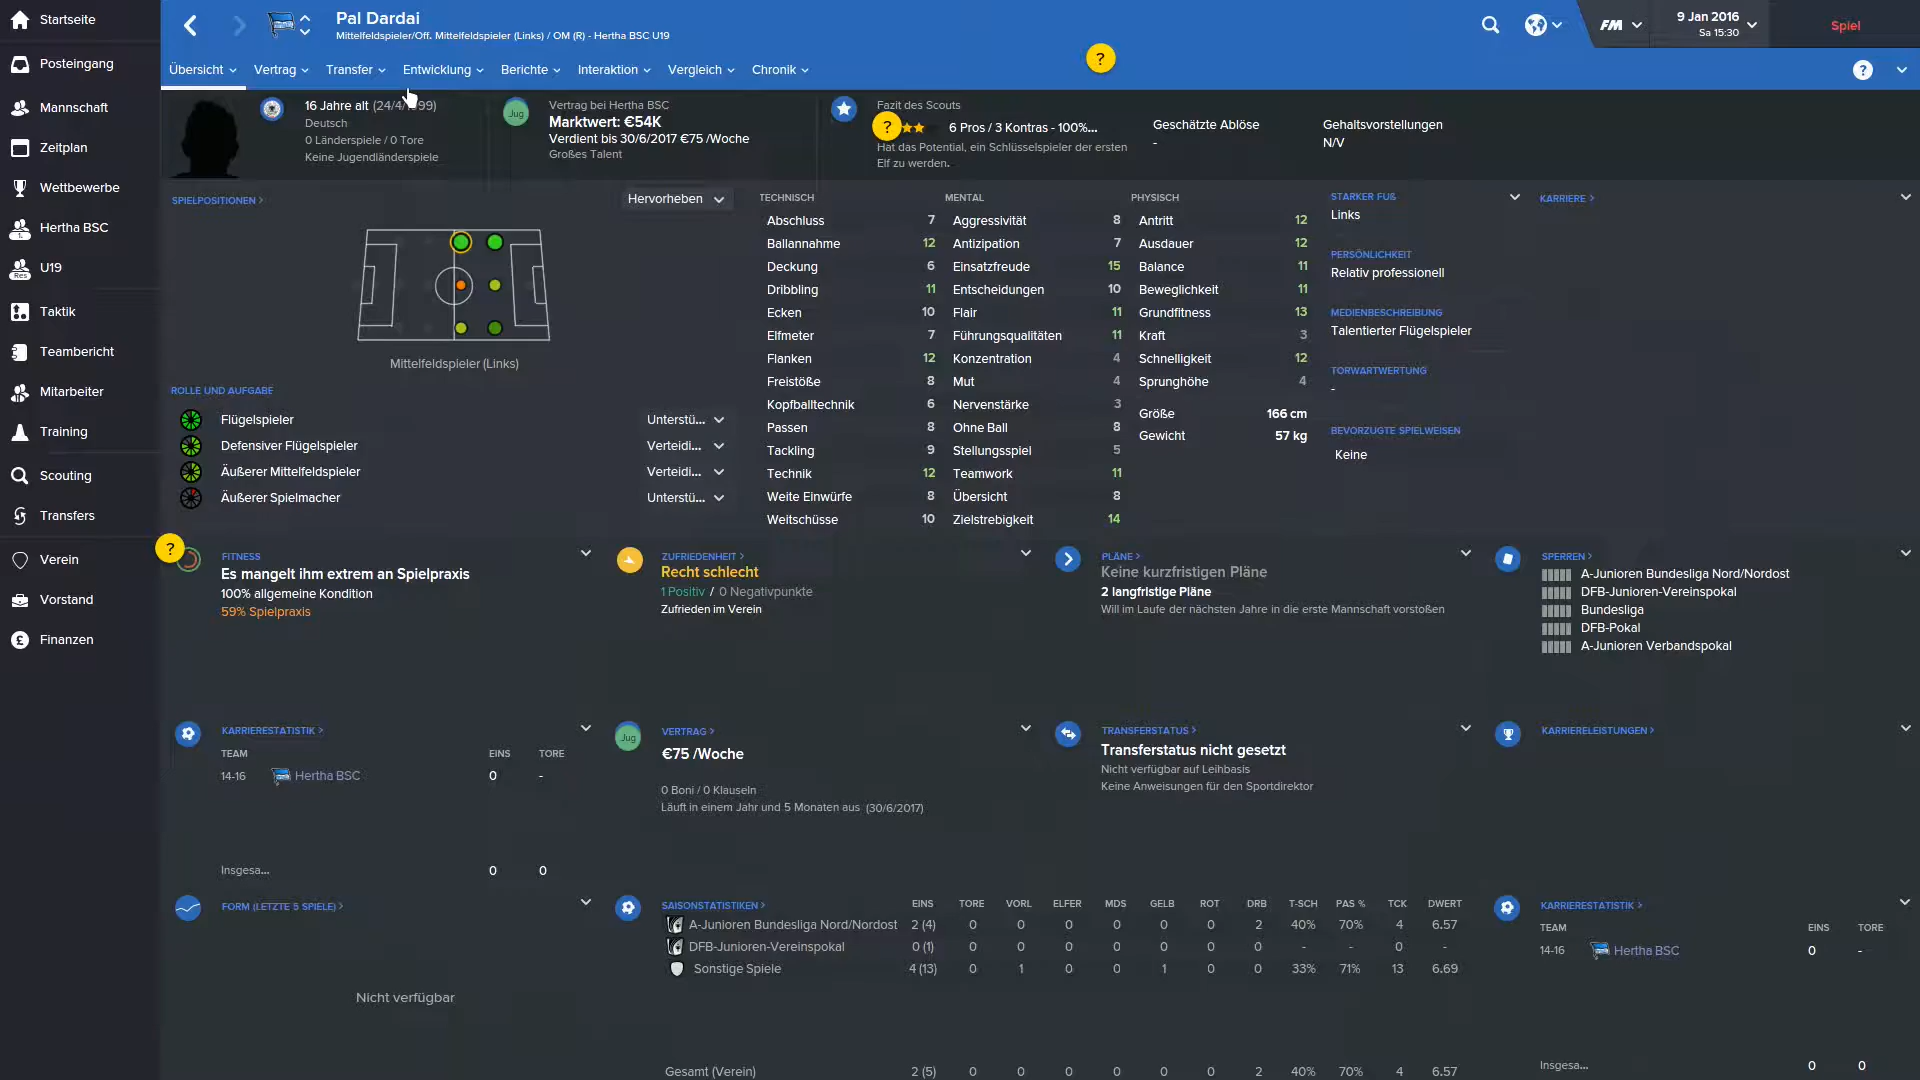 Startseite
Posteingang
Mannschaft
Zeitplan
Wettbewerbe
Hertha BSC
U19
Taktik
Teambericht
Mitarbeiter
Training
Scouting
Transfers
Verein
Vorstand
Finanzen
Pal Dardai
Mittelfeldspieler/Off. Mittelfeldspieler (Links) / OM (R) - Hertha BSC U19
FM
9 Jan 2016
Sa 15:30
Spiel
Übersicht Vertrag Transfer Entwicklung Berichte Interaktion Vergleich Chronik
16 Jahre alt (24/4/1999)
Deutsch
0 Länderspiele / 0 Tore
Keine Jugendländerspiele
Jug
Vertrag bei Hertha BSC
Marktwert: €54K
Verdient bis 30/6/2017 €75 /Woche
Großes Talent
Fazit des Scouts
6 Pros / 3 Kontras - 100%...
Hat das Potential, ein Schlüsselspieler der ersten
Elf zu werden.
Geschätzte Ablöse
-
Gehaltsvorstellungen
N/V
SPIELPOSITIONEN >
Hervorheben
Mittelfeldspieler (Links)
ROLLE UND AUFGABE
Flügelspieler Unterstü...
Defensiver Flügelspieler Verteidi...
Äußerer Mittelfeldspieler Verteidi...
Äußerer Spielmacher Unterstü...
TECHNISCH
Abschluss 7
Ballannahme 12
Deckung 6
Dribbling 11
Ecken 10
Elfmeter 7
Flanken 12
Freistöße 8
Kopfballtechnik 6
Passen 8
Tackling 9
Technik 12
Weite Einwürfe 8
Weitschüsse 10
MENTAL
Aggressivität 8
Antizipation 7
Einsatzfreude 15
Entscheidungen 10
Flair 11
Führungsqualitäten 11
Konzentration 4
Mut 4
Nervenstärke 3
Ohne Ball 8
Stellungsspiel 5
Teamwork 11
Übersicht 8
Zielstrebigkeit 14
PHYSISCH
Antritt 12
Ausdauer 12
Balance 11
Beweglichkeit 11
Grundfitness 13
Kraft 3
Schnelligkeit 12
Sprunghöhe 4
Größe 166 cm
Gewicht 57 kg
STARKER FUß
Links
PERSÖNLICHKEIT
Relativ professionell
MEDIENBESCHREIBUNG
Talentierter Flügelspieler
TORWARTWERTUNG
-
BEVORZUGTE SPIELWEISEN
Keine
KARRIERE >
FITNESS
Es mangelt ihm extrem an Spielpraxis
100% allgemeine Kondition
59% Spielpraxis
ZUFRIEDENHEIT >
Recht schlecht
1 Positiv / 0 Negativpunkte
Zufrieden im Verein
PLÄNE >
Keine kurzfristigen Pläne
2 langfristige Pläne
Will im Laufe der nächsten Jahre in die erste Mannschaft vorstoßen
SPERREN >
A-Junioren Bundesliga Nord/Nordost
DFB-Junioren-Vereinspokal
Bundesliga
DFB-Pokal
A-Junioren Verbandspokal
KARRIERESTATISTIK >
TEAM EINS TORE
14-16 Hertha BSC 0 -
Insgesa... 0 0
Jug
VERTRAG >
€75 /Woche
0 Boni / 0 Klauseln
Läuft in einem Jahr und 5 Monaten aus (30/6/2017)
TRANSFERSTATUS >
Transferstatus nicht gesetzt
Nicht verfügbar auf Leihbasis
Keine Anweisungen für den Sportdirektor
KARRIERELEISTUNGEN >
FORM (LETZTE 5 SPIELE) >
Nicht verfügbar
SAISONSTATISTIKEN > EINS TORE VORL ELFER MDS GELB ROT DRB T-SCH PAS % TCK DWERT
A-Junioren Bundesliga Nord/Nordost 2 (4) 0 0 0 0 0 0 2 40% 70% 4 6.57
DFB-Junioren-Vereinspokal 0 (1) 0 0 0 0 0 0 0 - - 0 -
Sonstige Spiele 4 (13) 0 1 0 0 1 0 0 33% 71% 13 6.69
Gesamt (Verein) 2 (5) 0 0 0 0 0 0 2 40% 70% 4 6.57
KARRIERESTATISTIK >
TEAM EINS TORE
14-16 Hertha BSC 0 -
Insgesa... 0 0